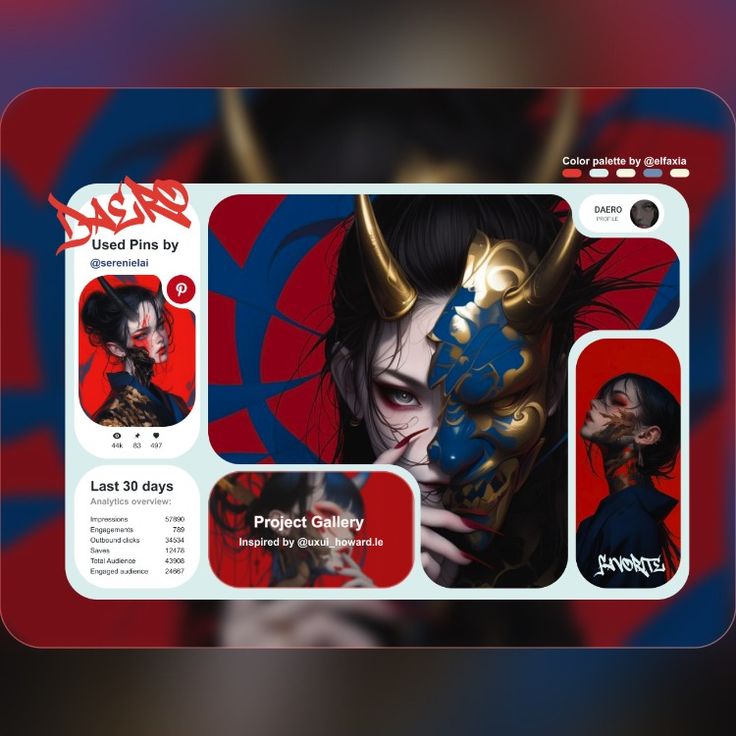 Color palette by @elfaxia
DAERO
Used Pins by
@serenielai
44k 83 497
DAERO
PROFILE
Last 30 days
Analytics overview:
Impressions 57890
Engagements 789
Outbound clicks 34534
Saves 12478
Total Audience 43908
Engaged audience 24667
Project Gallery
Inspired by @uxui_howard.le
FAVORITE